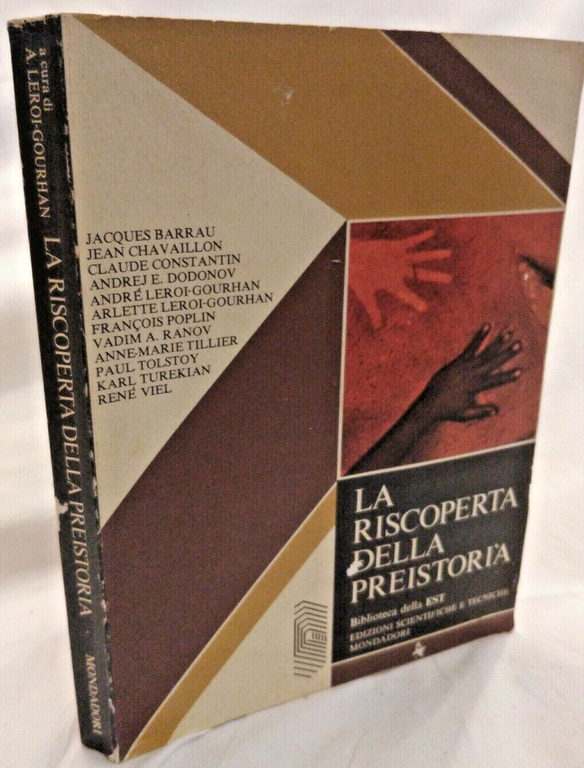 a cura di
A. LEROI-GOURHAN
LA RISCOPERTA DELLA PREISTORIA
MONDADORI
JACQUES BARRAU
JEAN CHAVAILLON
CLAUDE CONSTANTIN
ANDREJ E. DODONOV
ANDRÉ LEROI-GOURHAN
ARLETTE LEROI-GOURHAN
FRANÇOIS POPLIN
VADIM A. RANOV
ANNE-MARIE TILLIER
PAUL TOLSTOY
KARL TUREKIAN
RENÉ VIEL
LA
RISCOPERTA
DELLA
PREISTORIA
Biblioteca della EST
EDIZIONI SCIENTIFICHE E TECNICHE
MONDADORI